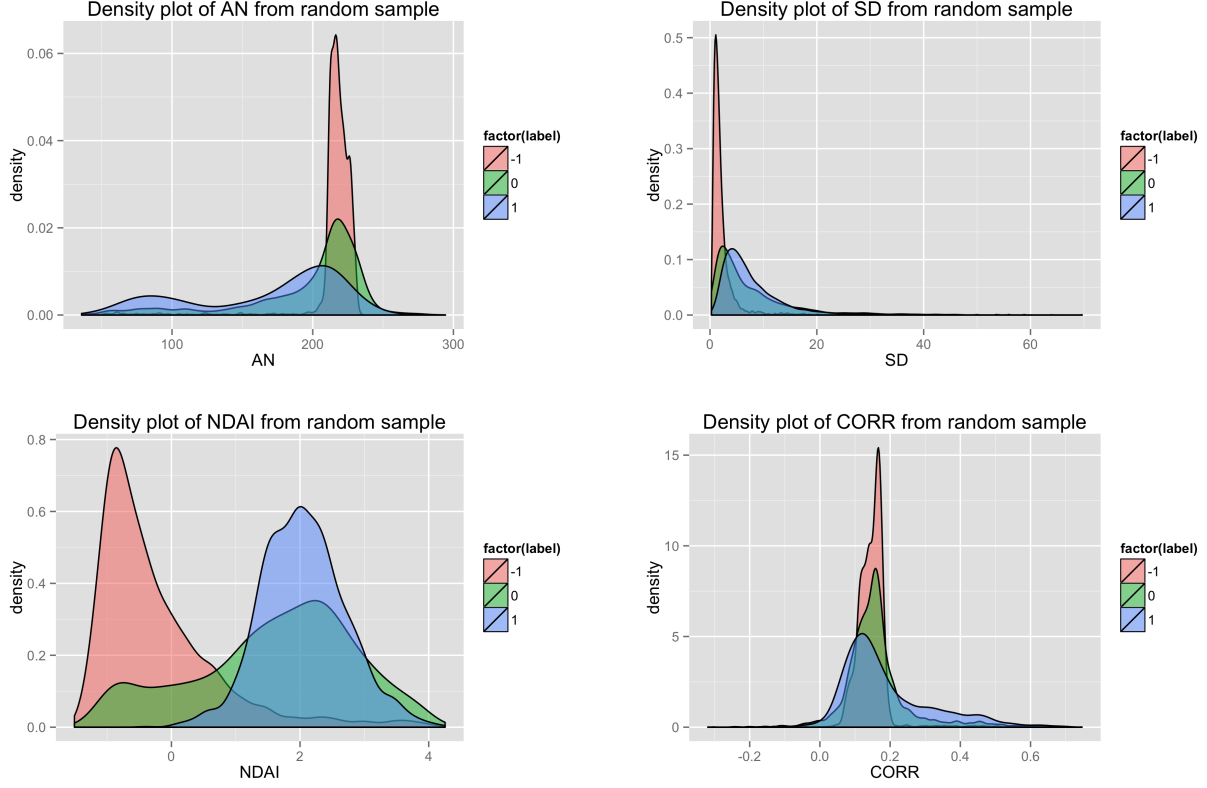 Density plot of AN from random sample
0.06
0.04
0.02
0.00
density
100 200 300
AN
factor(label)
-1
0
1
Density plot of SD from random sample
0.5
0.4
0.3
0.2
0.1
0.0
density
0 20 40 60
SD
factor(label)
-1
0
1
Density plot of NDAI from random sample
0.8
0.6
0.4
0.2
0.0
density
0 2 4
NDAI
factor(label)
-1
0
1
Density plot of CORR from random sample
15
10
5
0
density
-0.2 0.0 0.2 0.4 0.6
CORR
factor(label)
-1
0
1